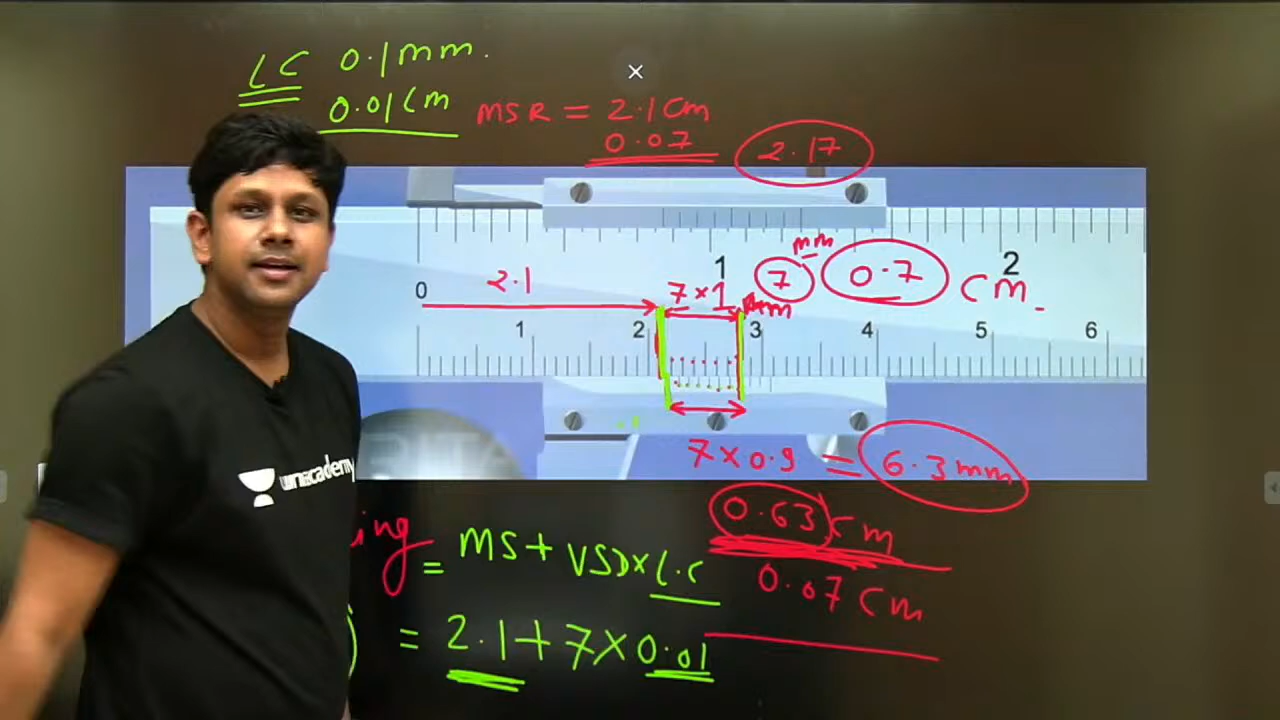 LC 0.1mm.
0.01Cm
MSR = 2.1Cm
0.07
2.17
mm
7 0.7 Cm.
1 2
0 2.1 7×1
1 2 3 4 5 6
7×0.9 = 6.3mm
unacademy
0.63 Cm
ing = MS + VSD×L.C
0.07 Cm
) = 2.1 + 7×0.01